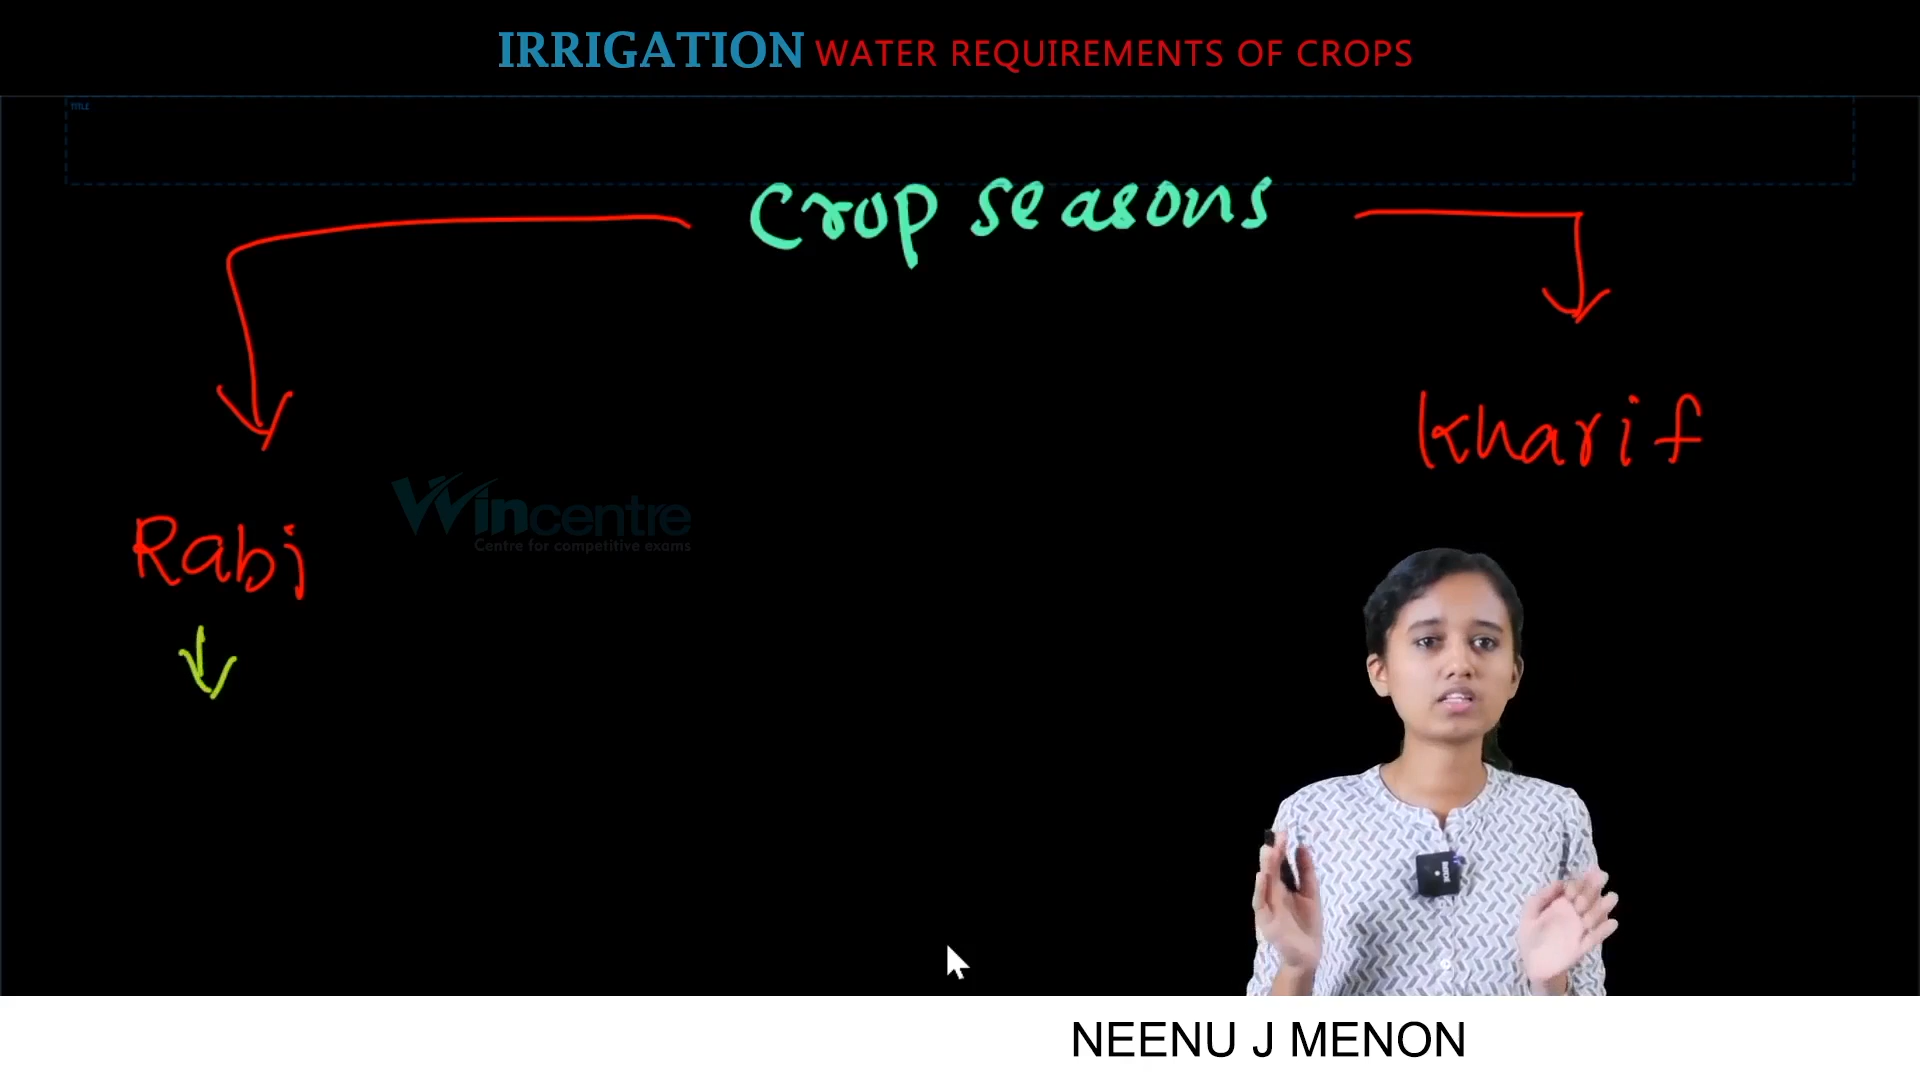 IRRIGATION WATER REQUIREMENTS OF CROPS
Crop seasons
Kharif
Rabi
Wincentre
Centre for competitive exams
NEENU J MENON